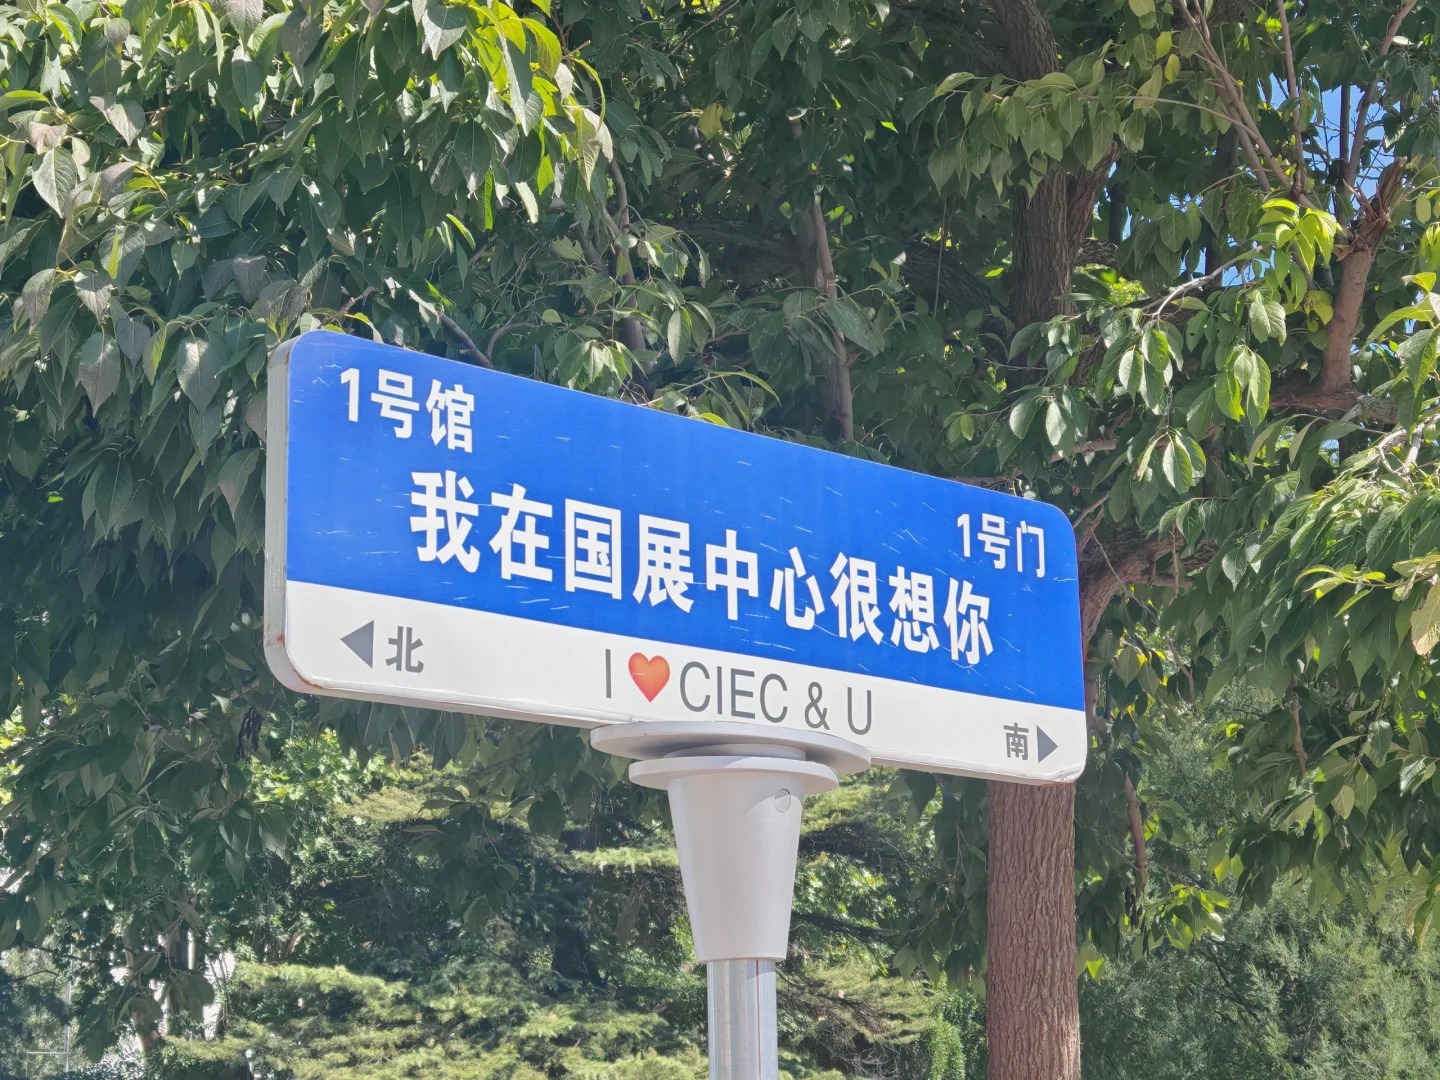 1号馆
1号门
我在国展中心很想你
北
I ❤ CIEC & U
南